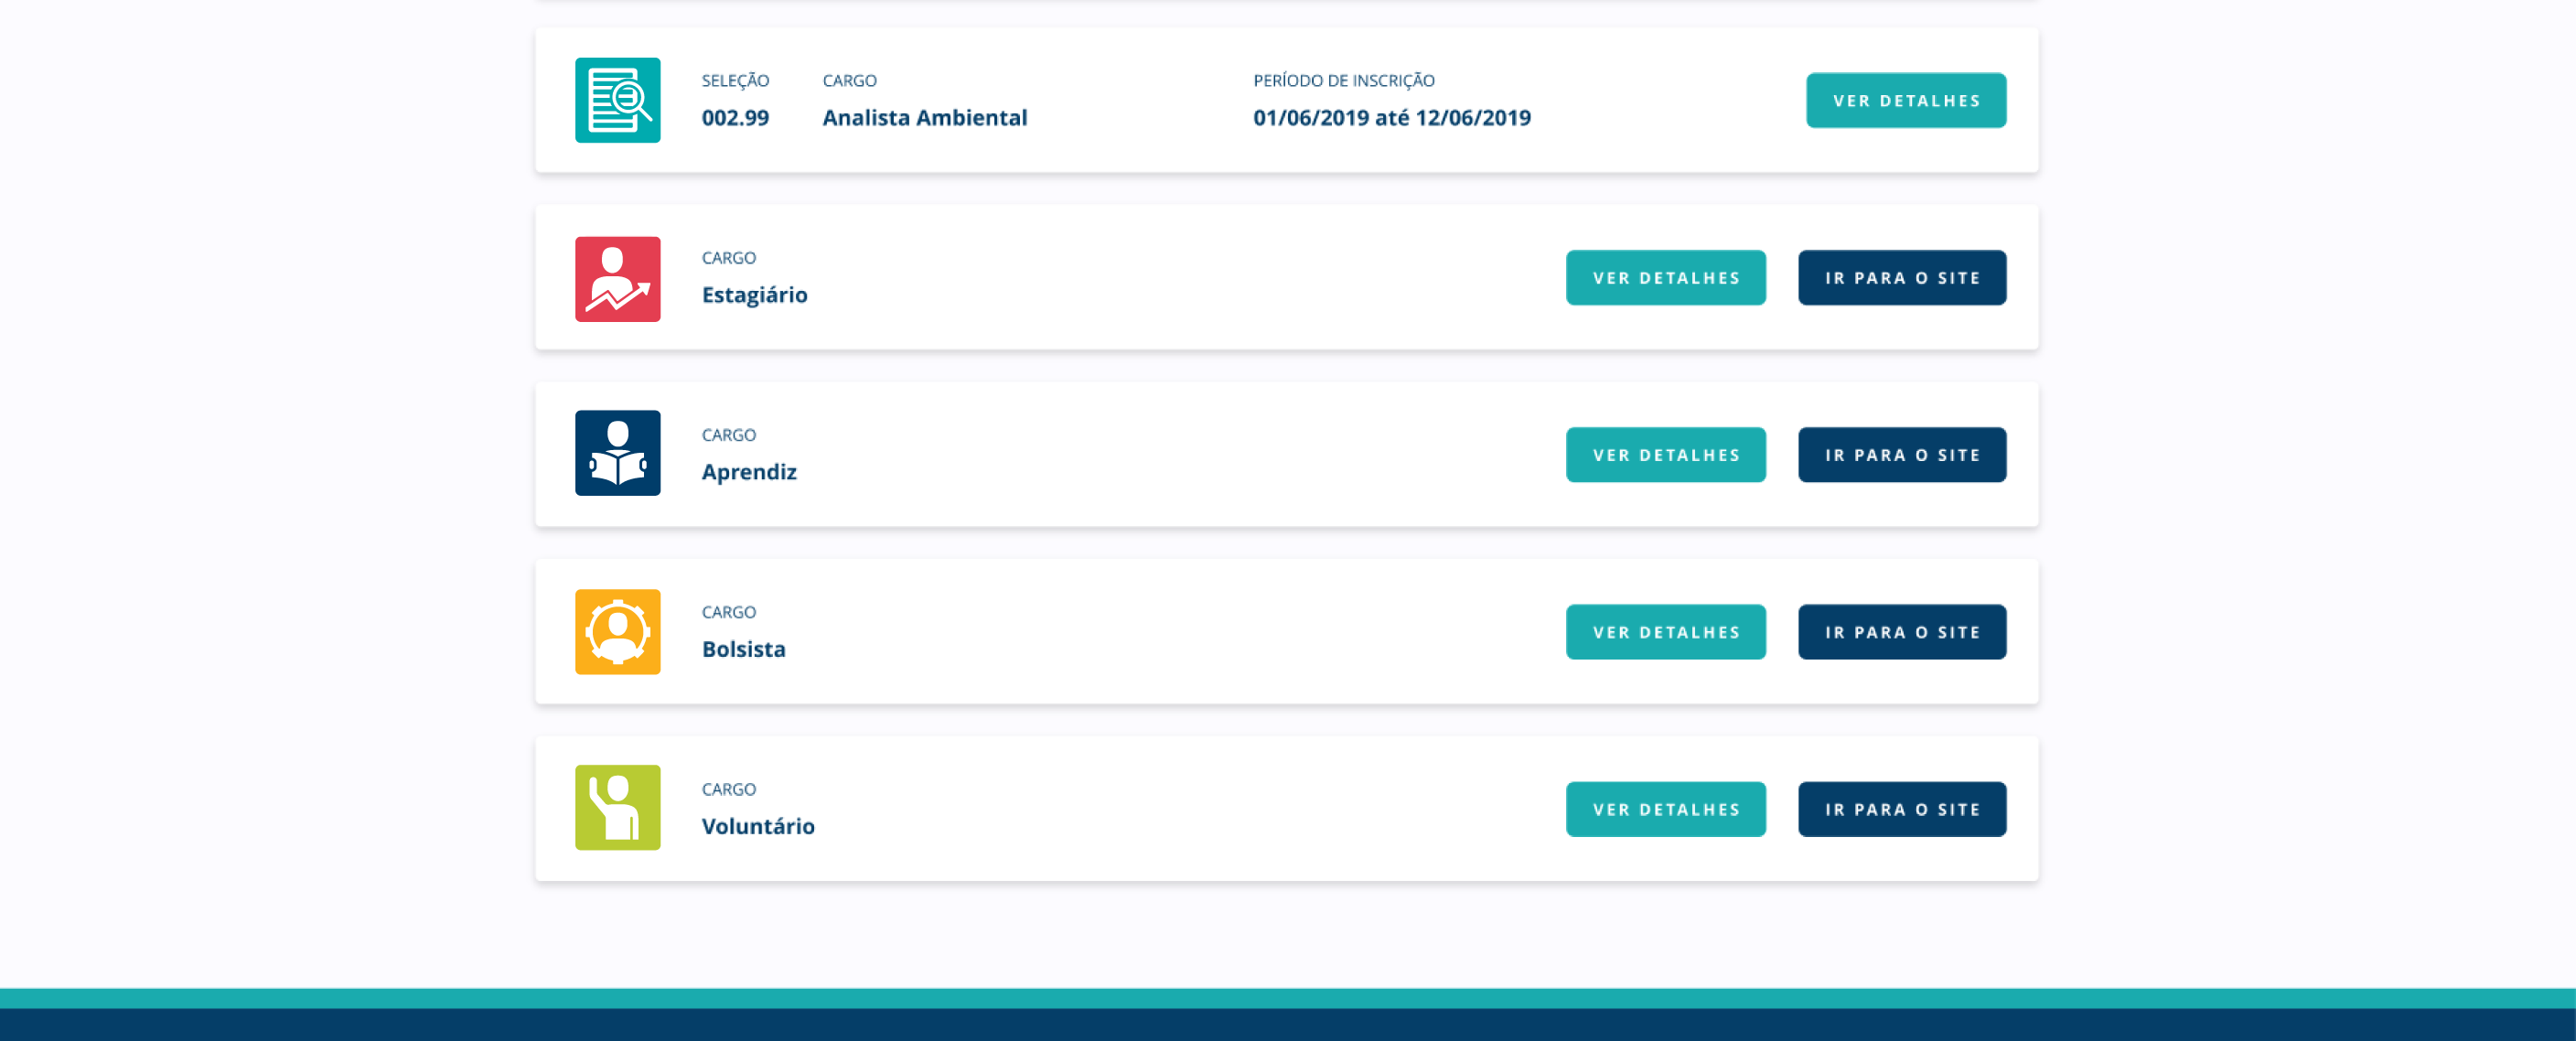 SELEÇÃO CARGO PERÍODO DE INSCRIÇÃO
002.99 Analista Ambiental 01/06/2019 até 12/06/2019
VER DETALHES
CARGO
Estagiário
VER DETALHES IR PARA O SITE
CARGO
Aprendiz
VER DETALHES IR PARA O SITE
CARGO
Bolsista
VER DETALHES IR PARA O SITE
CARGO
Voluntário
VER DETALHES IR PARA O SITE